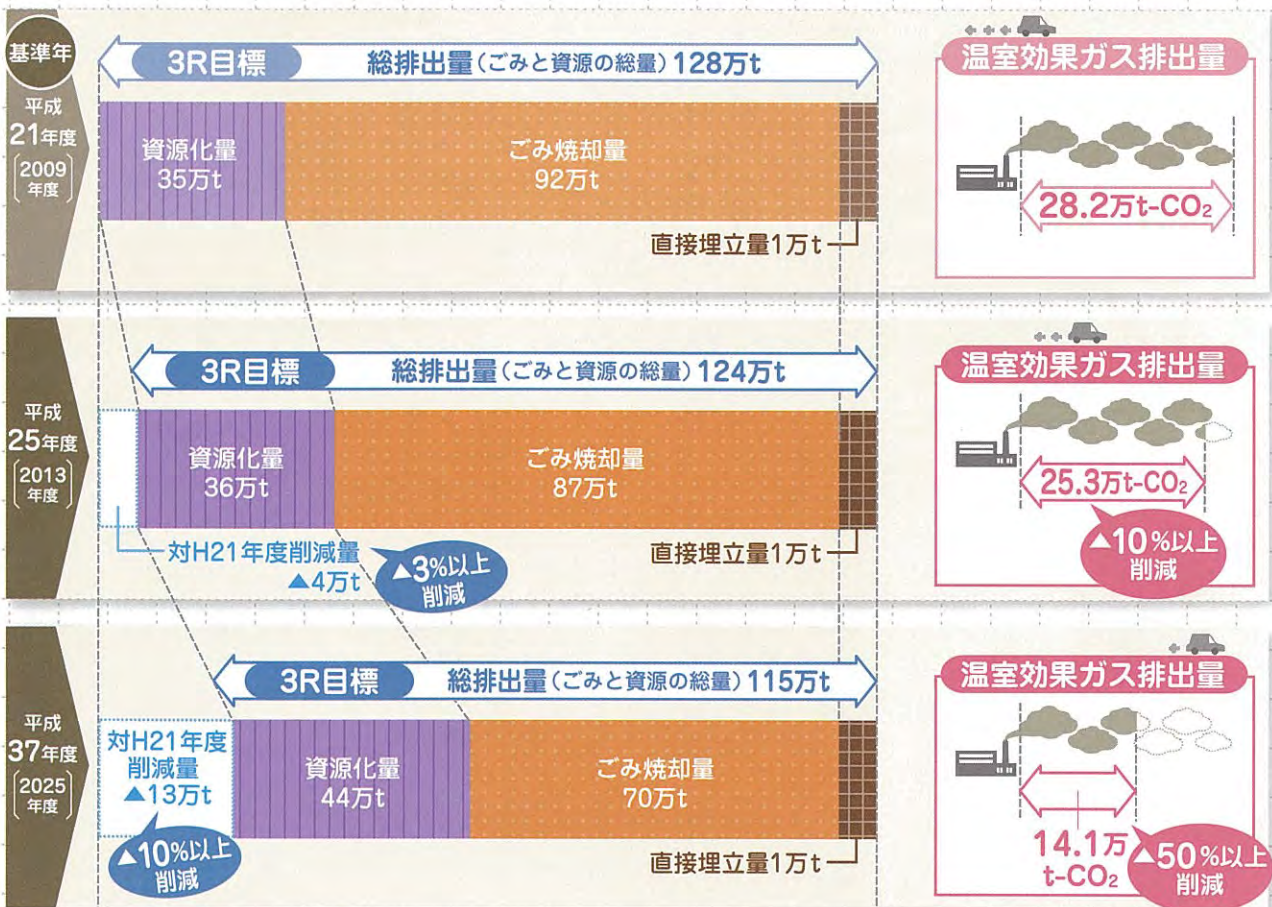 基準年
平成
21年度
〔2009
年度〕
3R目標 総排出量(ごみと資源の総量)128万t
資源化量
35万t
ごみ焼却量
92万t
直接埋立量1万t
温室効果ガス排出量
28.2万t-CO₂
平成
25年度
〔2013
年度〕
3R目標 総排出量(ごみと資源の総量)124万t
資源化量
36万t
ごみ焼却量
87万t
対H21年度削減量
▲4万t
▲3%以上
削減
直接埋立量1万t
温室効果ガス排出量
25.3万t-CO₂
▲10%以上
削減
平成
37年度
〔2025
年度〕
3R目標 総排出量(ごみと資源の総量)115万t
対H21年度
削減量
▲13万t
▲10%以上
削減
資源化量
44万t
ごみ焼却量
70万t
直接埋立量1万t
温室効果ガス排出量
14.1万
t-CO₂
▲50%以上
削減